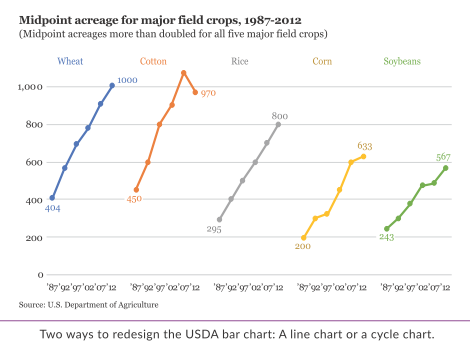 Midpoint acreage for major field crops, 1987-2012
(Midpoint acreages more than doubled for all five major field crops)
Wheat Cotton Rice Corn Soybeans
1,000
800
600
400
200
0
1000
404
970
450
800
295
633
200
567
243
'87'92'97'02'07'12 '87'92'97'02'07'12 '87'92'97'02'07'12 '87'92'97'02'07'12 '87'92'97'02'07'12
Source: U.S. Department of Agriculture
Two ways to redesign the USDA bar chart: A line chart or a cycle chart.